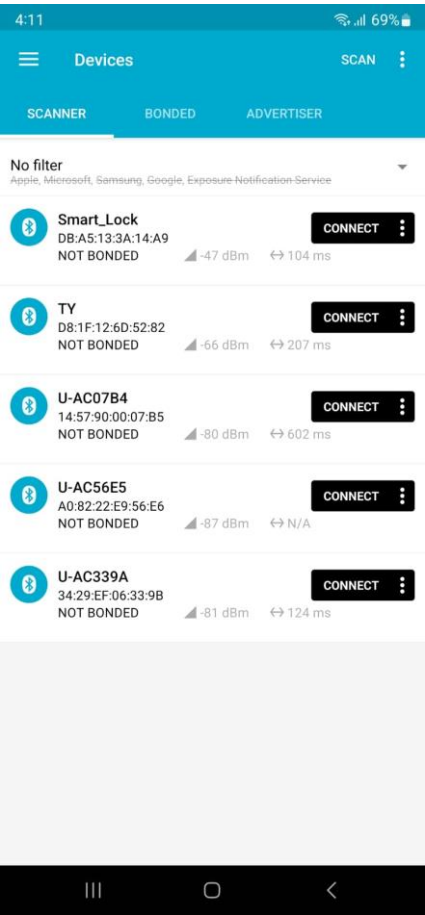 4:11 69%
Devices SCAN
SCANNER BONDED ADVERTISER
No filter
Apple, Microsoft, Samsung, Google, Exposure Notification Service
Smart_Lock
DB:A5:13:3A:14:A9 CONNECT
NOT BONDED -47 dBm 104 ms
TY
D8:1F:12:6D:52:82 CONNECT
NOT BONDED -66 dBm 207 ms
U-AC07B4
14:57:90:00:07:B5 CONNECT
NOT BONDED -80 dBm 602 ms
U-AC56E5
A0:82:22:E9:56:E6 CONNECT
NOT BONDED -87 dBm N/A
U-AC339A
34:29:EF:06:33:9B CONNECT
NOT BONDED -81 dBm 124 ms